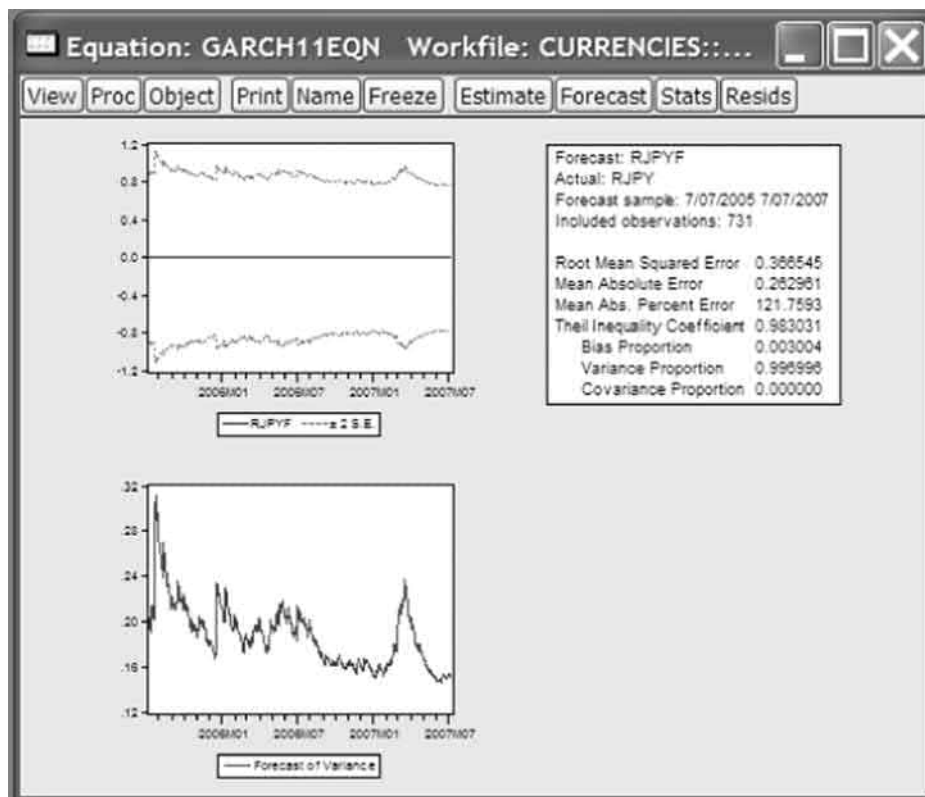 Equation: GARCH11EQN Workfile: CURRENCIES::...
View Proc Object Print Name Freeze Estimate Forecast Stats Resids
1.2
0.8
0.4
0.0
-0.4
-0.8
-1.2
2006M01 2006M07 2007M01 2007M07
RJPYF ± 2 S.E.
Forecast: RJPYF
Actual: RJPY
Forecast sample: 7/07/2005 7/07/2007
Included observations: 731
Root Mean Squared Error 0.366545
Mean Absolute Error 0.262961
Mean Abs. Percent Error 121.7593
Theil Inequality Coefficient 0.983031
Bias Proportion 0.003004
Variance Proportion 0.996996
Covariance Proportion 0.000000
.32
.28
.24
.20
.16
.12
2006M01 2006M07 2007M01 2007M07
Forecast of Variance